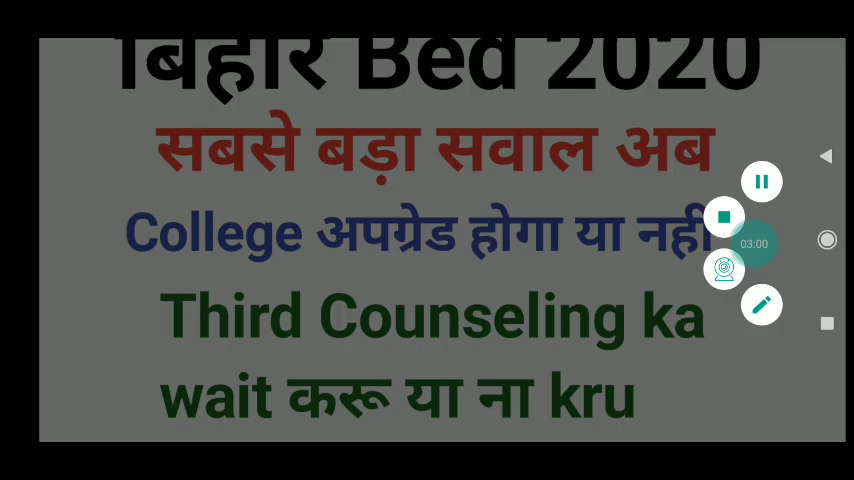 बिहार Bed 2020
सबसे बड़ा सवाल अब
College अपग्रेड होगा या नही
03:00
Third Counseling ka
wait करू या ना kru